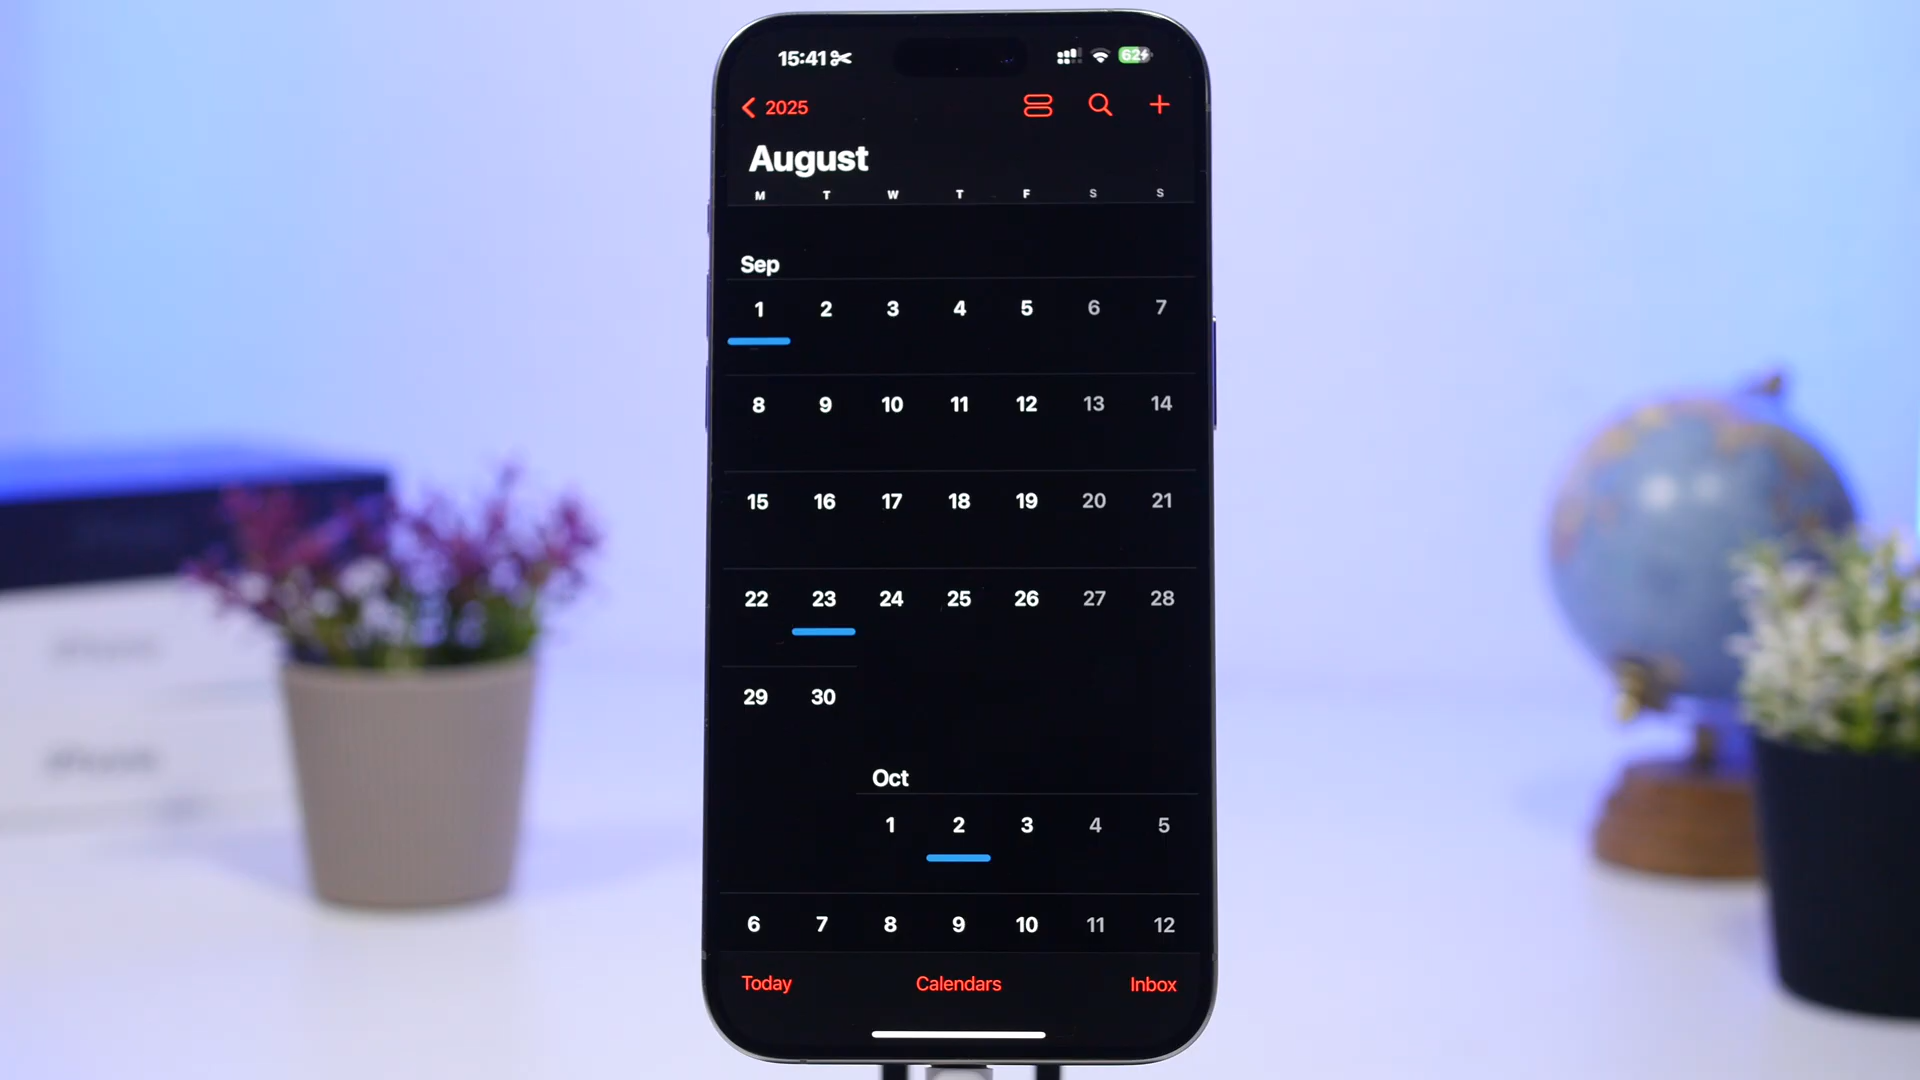 15:41 62
2025
August
M T W T F S S
Sep
1 2 3 4 5 6 7
8 9 10 11 12 13 14
15 16 17 18 19 20 21
22 23 24 25 26 27 28
29 30
Oct
1 2 3 4 5
6 7 8 9 10 11 12
Today Calendars Inbox